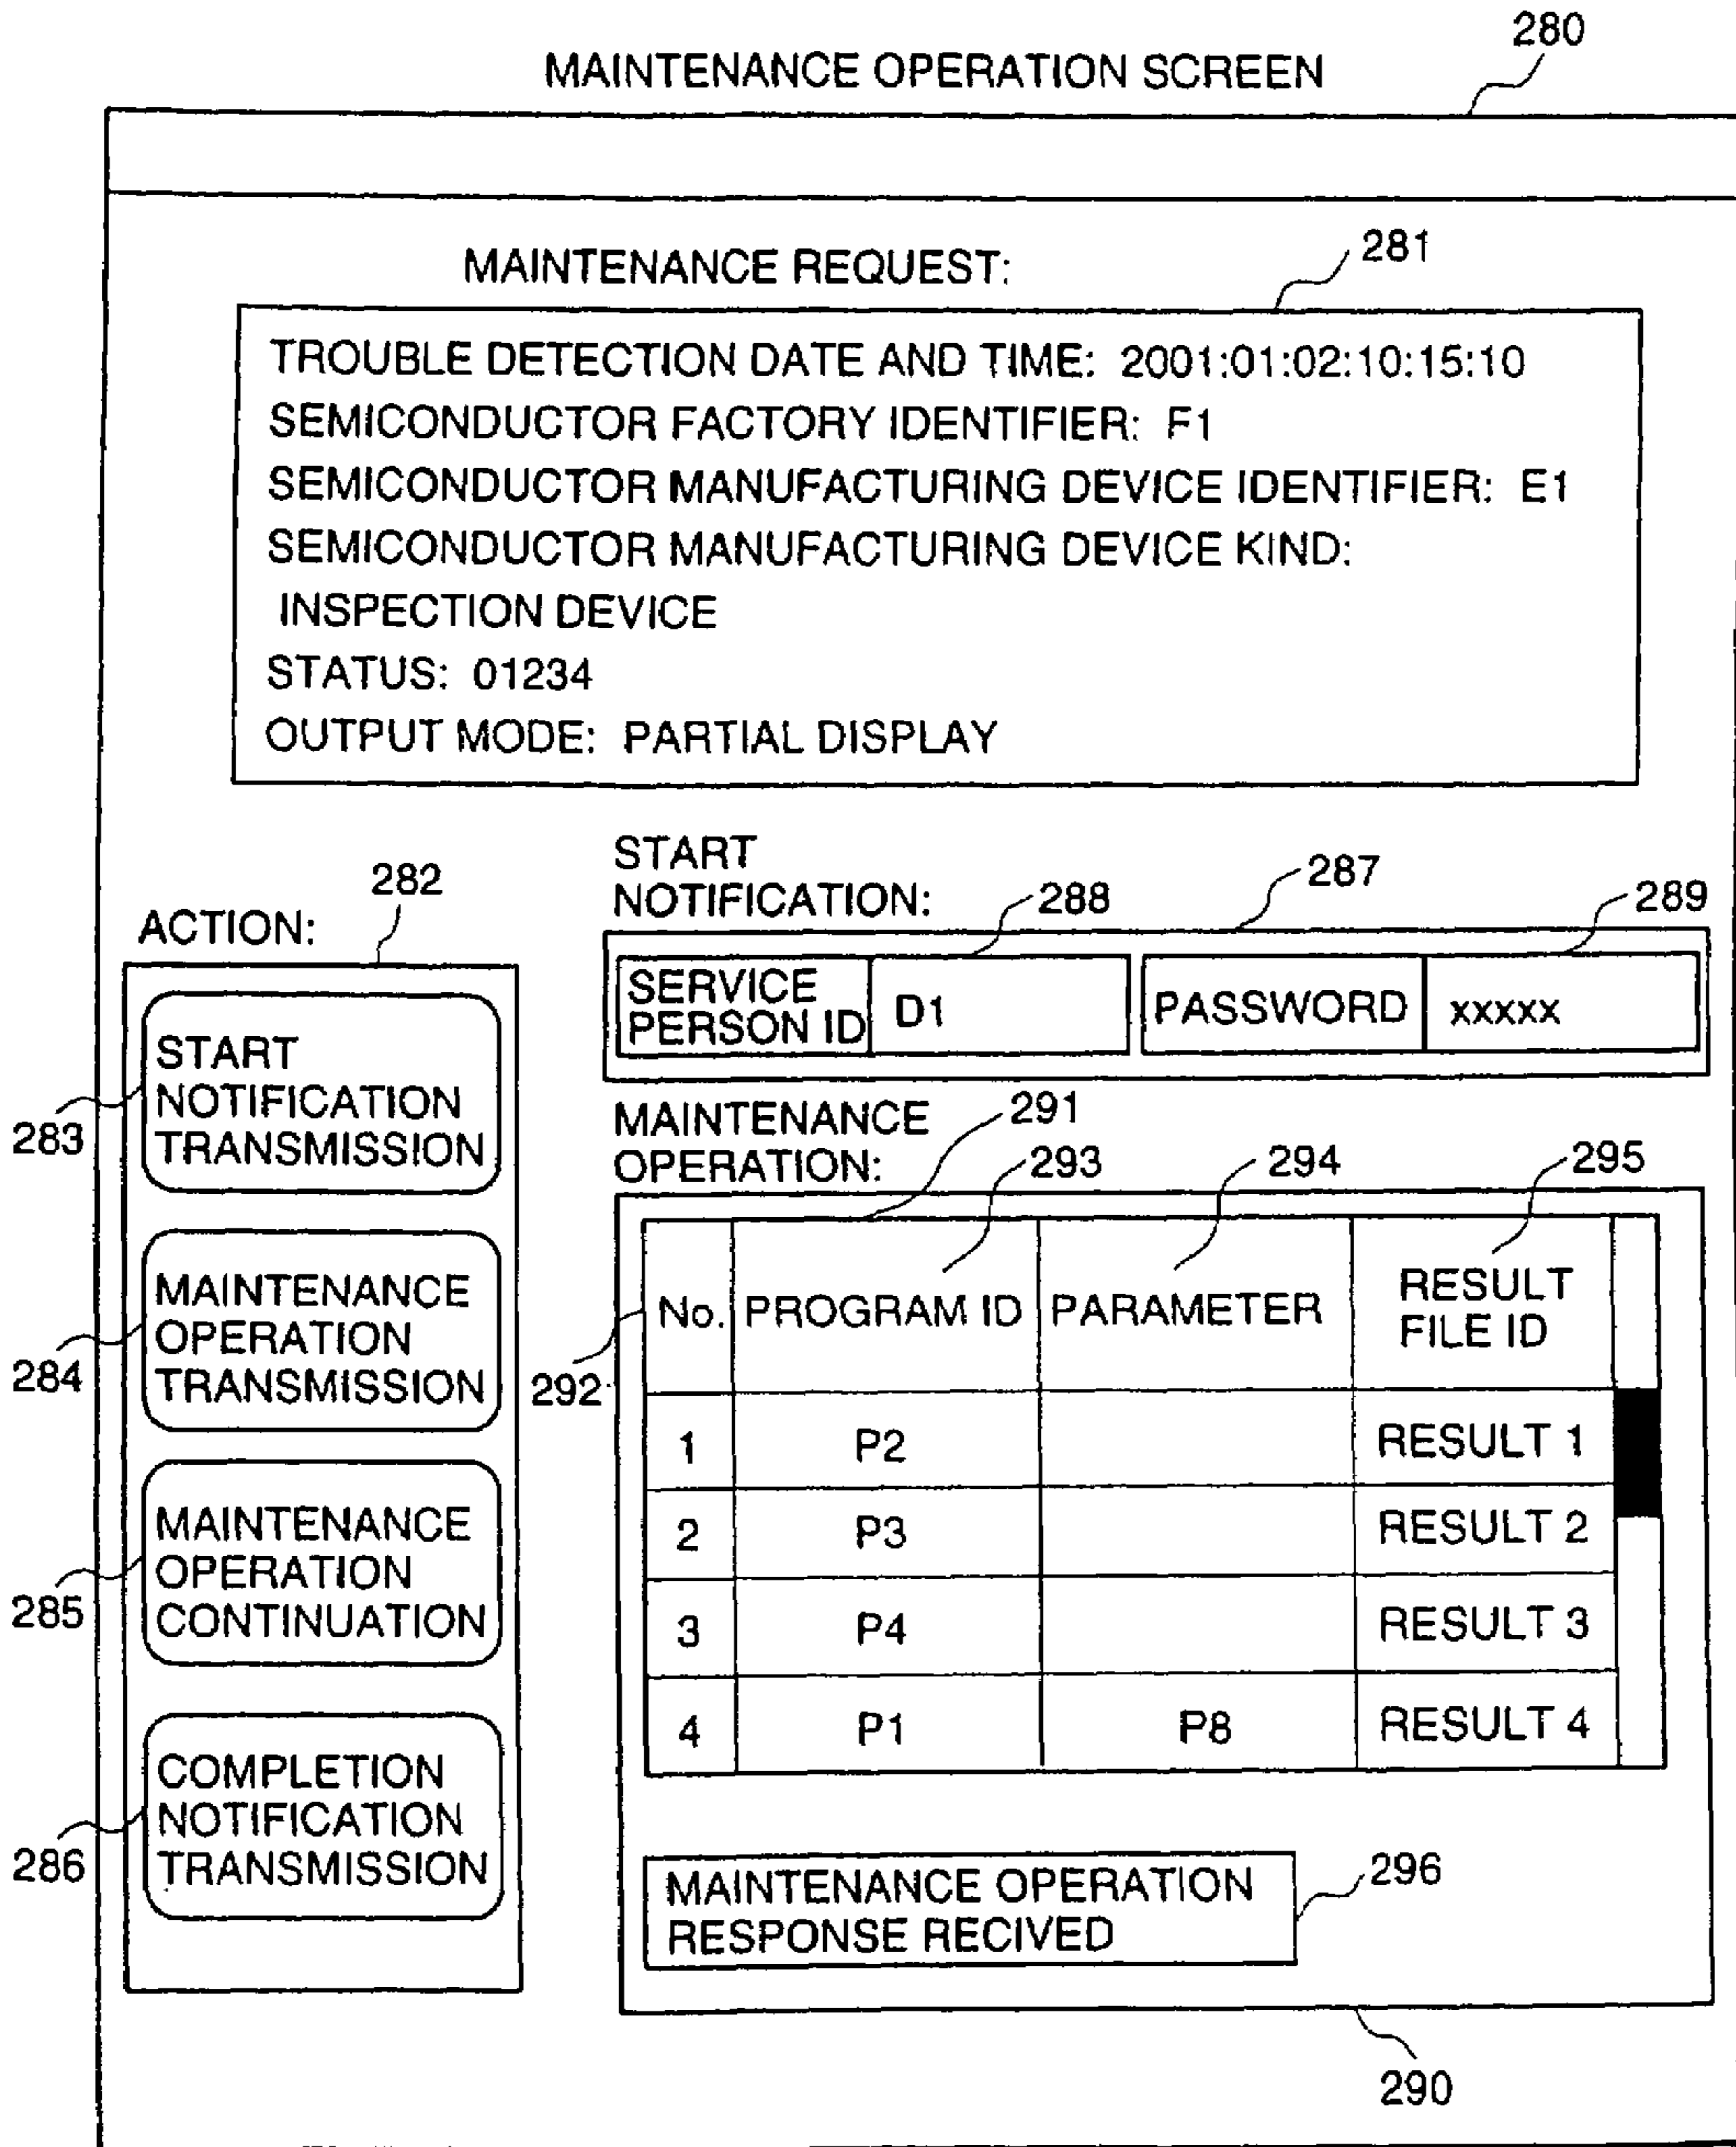 280
MAINTENANCE OPERATION SCREEN
MAINTENANCE REQUEST:
281
TROUBLE DETECTION DATE AND TIME: 2001:01:02:10:15:10
SEMICONDUCTOR FACTORY IDENTIFIER: F1
SEMICONDUCTOR MANUFACTURING DEVICE IDENTIFIER: E1
SEMICONDUCTOR MANUFACTURING DEVICE KIND:
INSPECTION DEVICE
STATUS: 01234
OUTPUT MODE: PARTIAL DISPLAY
ACTION:
282
START
NOTIFICATION
TRANSMISSION
283
MAINTENANCE
OPERATION
TRANSMISSION
284
MAINTENANCE
OPERATION
CONTINUATION
285
COMPLETION
NOTIFICATION
TRANSMISSION
286
START
NOTIFICATION:
288
287
289
SERVICE
PERSON ID
D1
PASSWORD
xxxxx
MAINTENANCE
OPERATION:
291
293
294
295
292
No. PROGRAM ID PARAMETER RESULT
FILE ID
1 P2 RESULT 1
2 P3 RESULT 2
3 P4 RESULT 3
4 P1 P8 RESULT 4
MAINTENANCE OPERATION
RESPONSE RECIVED
296
290